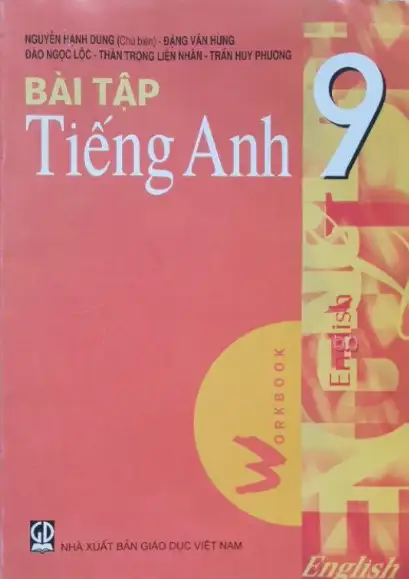 NGUYỄN HẠNH DUNG (Chủ biên) - ĐẶNG VĂN HÙNG
ĐÀO NGỌC LỘC - THÂN TRỌNG LIÊN NHÂN - TRẦN HUY PHƯƠNG
BÀI TẬP
Tiếng Anh 9
English
WORKBOOK
GD
NHÀ XUẤT BẢN GIÁO DỤC VIỆT NAM
English